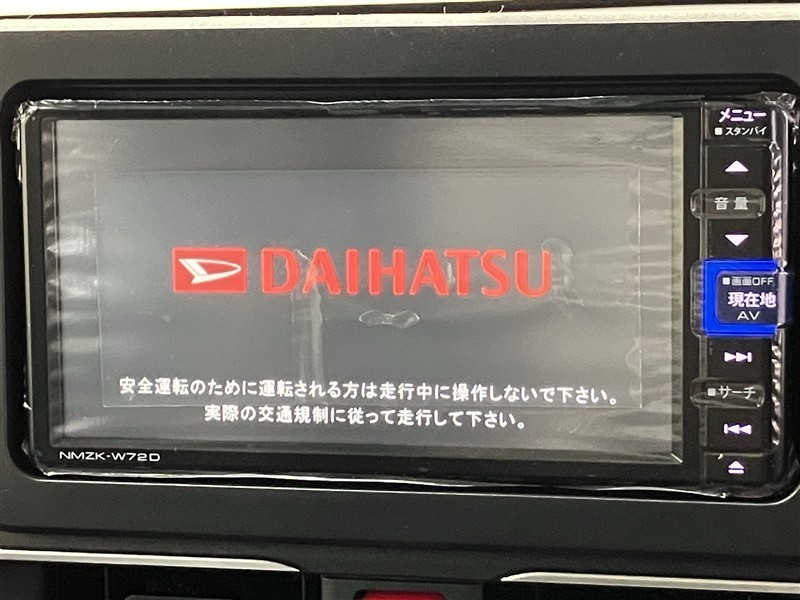 DAIHATSU
安全運転のために運転される方は走行中に操作しないで下さい。
実際の交通規制に従って走行して下さい。
NMZK-W72D
メニュー
スタンバイ
音量
画面OFF
現在地
AV
サーチ